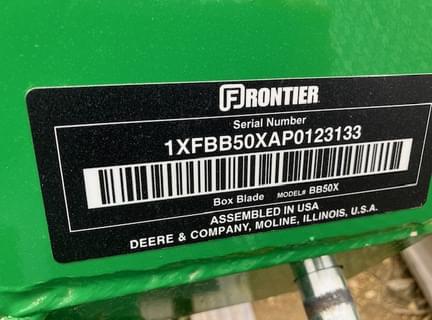 FRONTIER
Serial Number
1XFBB50XAP0123133
Box Blade MODEL# BB50X
ASSEMBLED IN USA
DEERE & COMPANY, MOLINE, ILLINOIS, U.S.A.